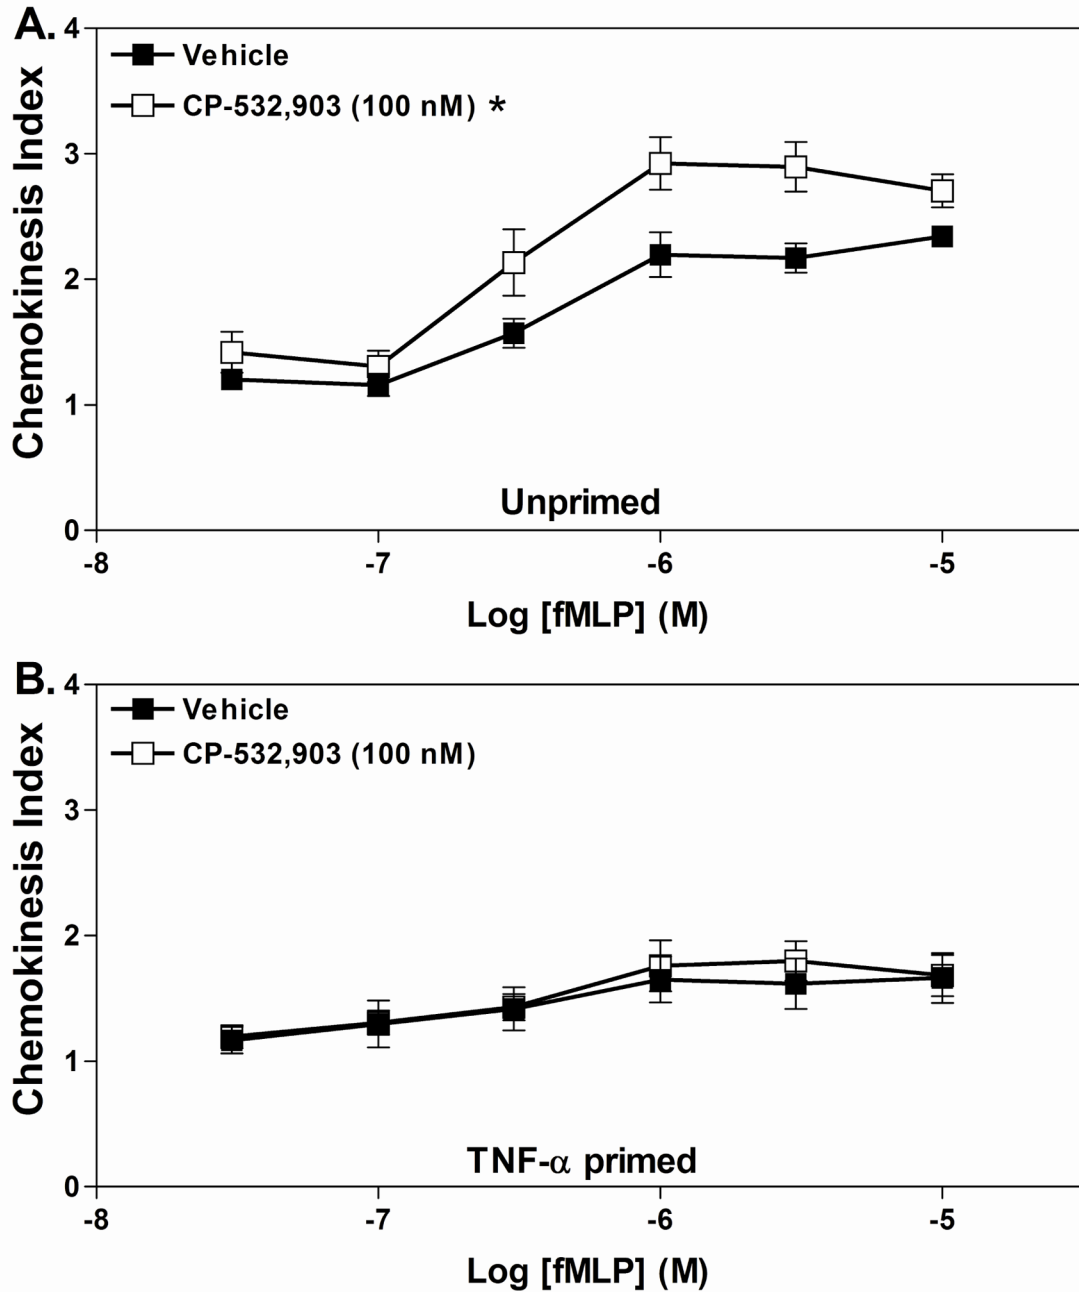 A.
4
Vehicle
CP-532,903 (100 nM) *
3
2
1
0
Chemokinesis Index
Unprimed
-8 -7 -6 -5
Log [fMLP] (M)
B.
4
Vehicle
CP-532,903 (100 nM)
3
2
1
0
Chemokinesis Index
TNF-α primed
-8 -7 -6 -5
Log [fMLP] (M)